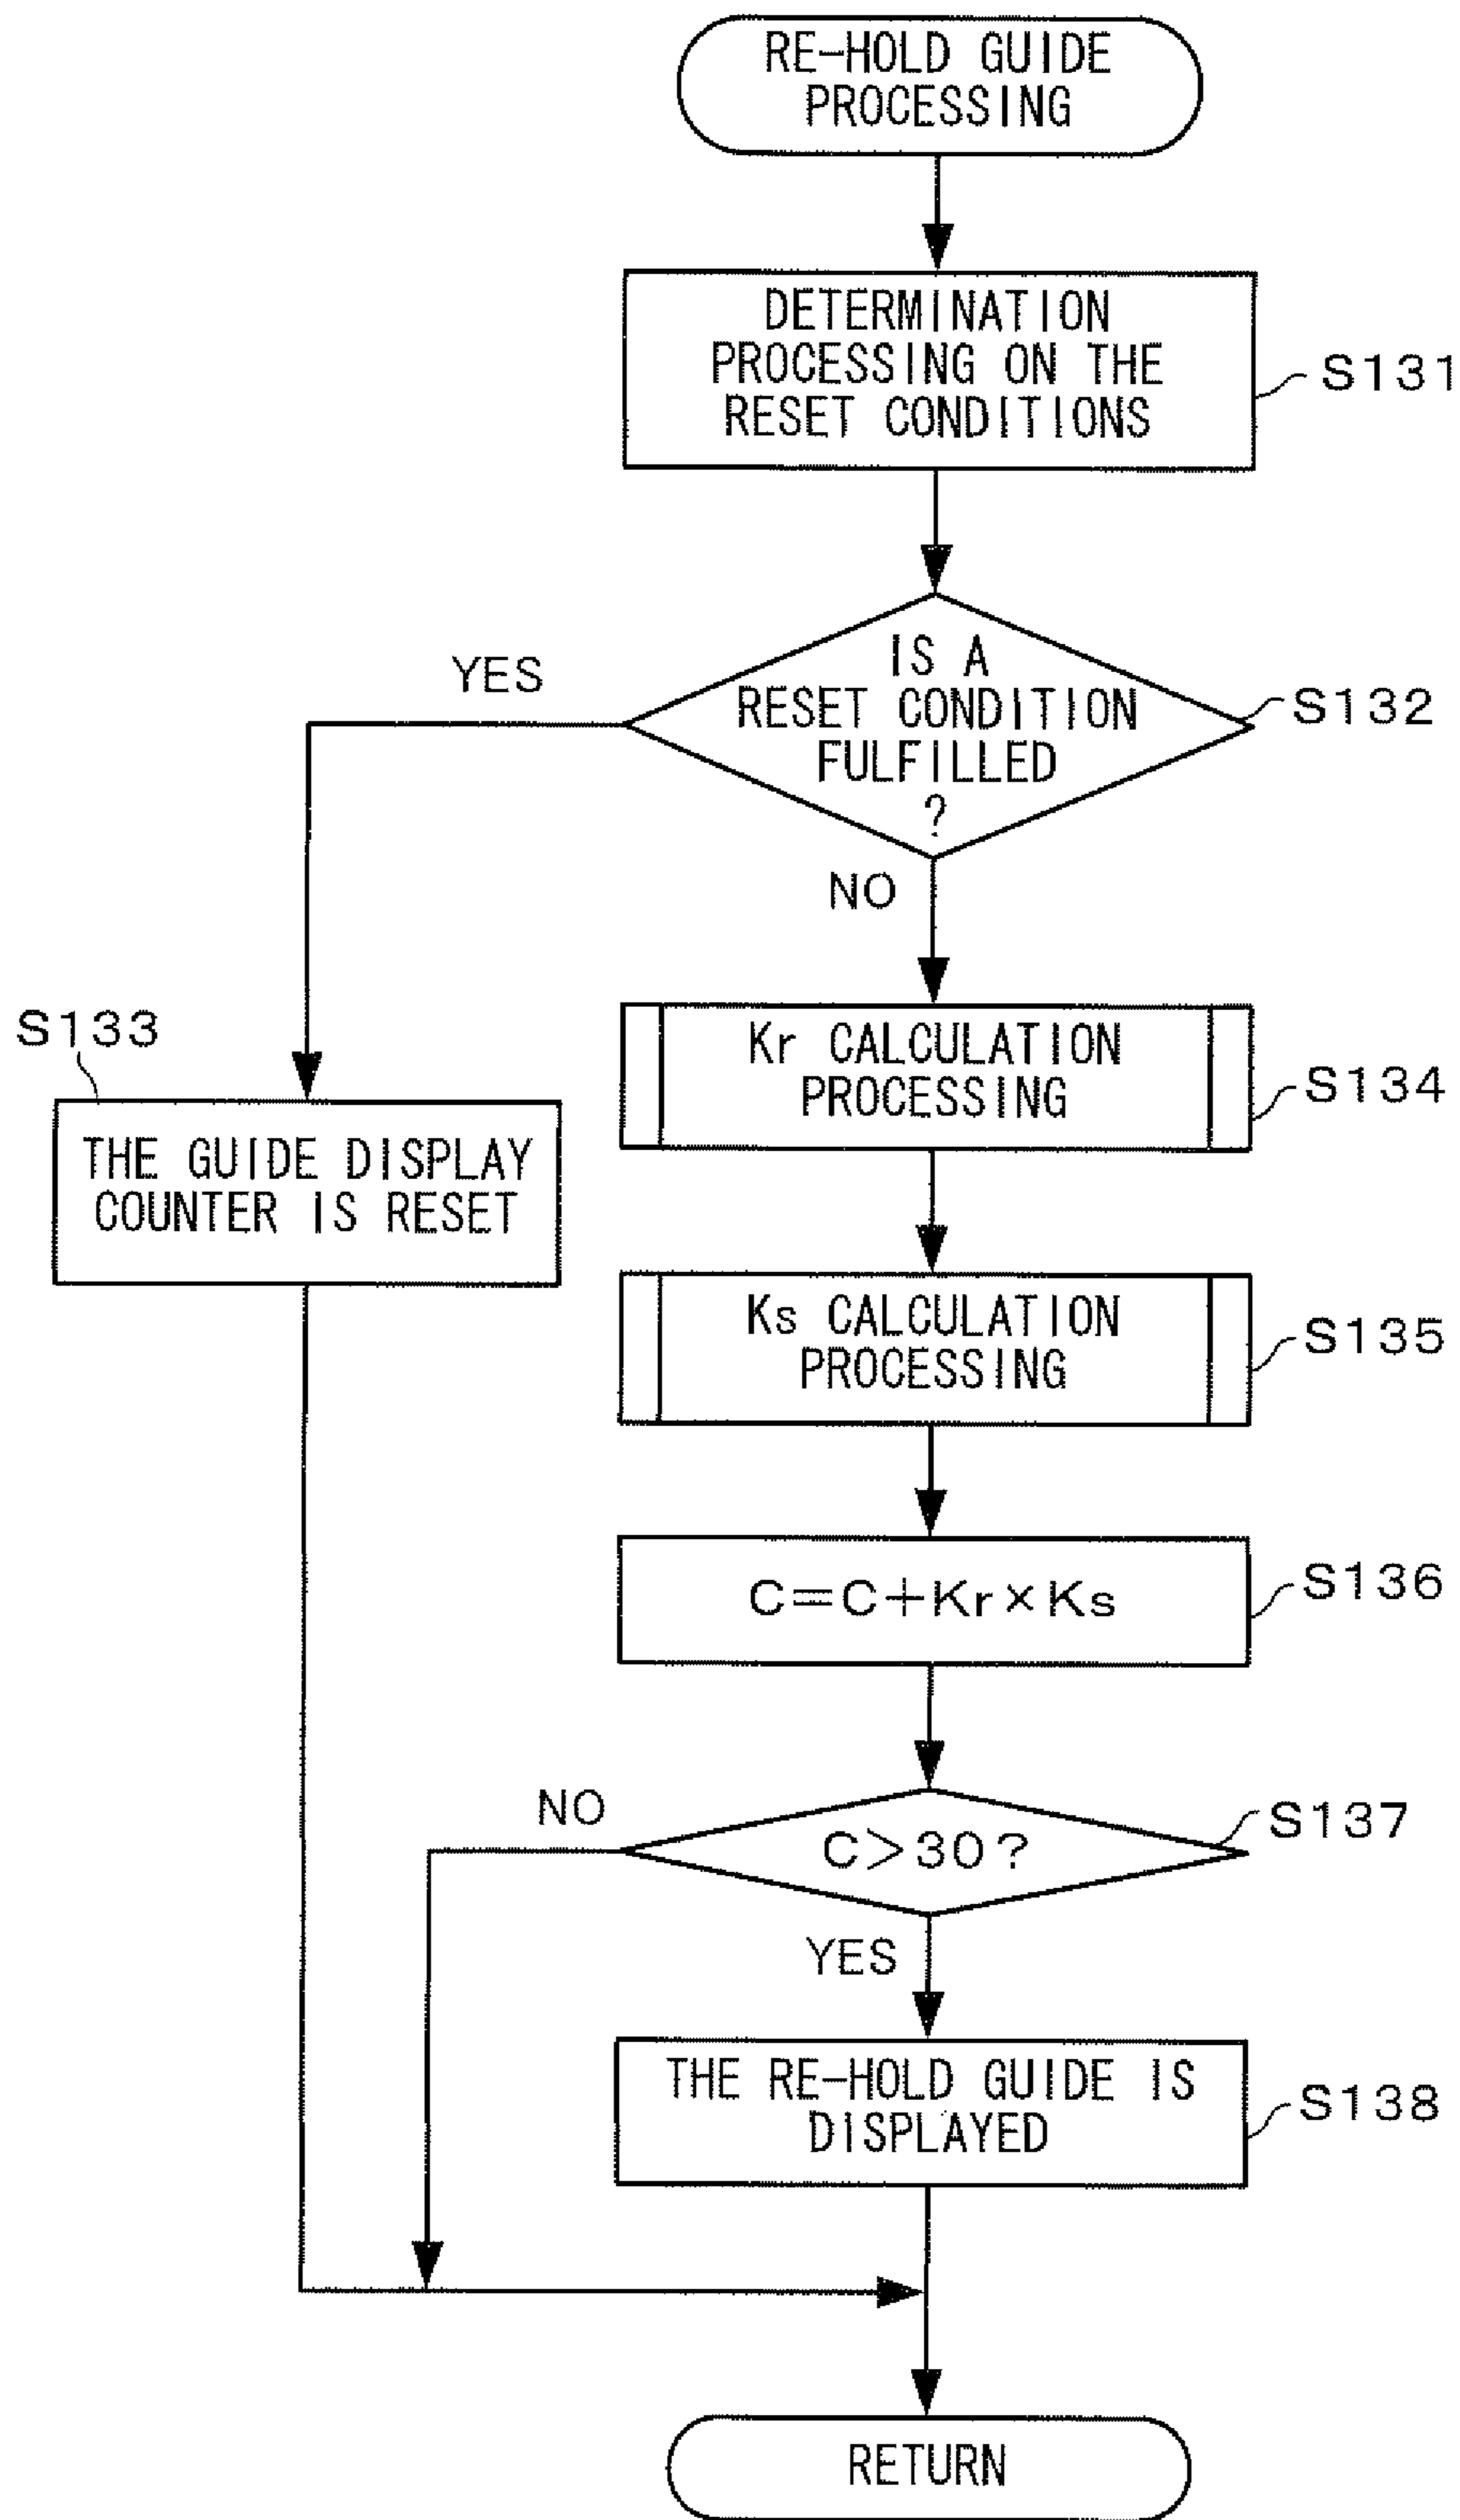 RE-HOLD GUIDE
PROCESSING
DETERMINATION
PROCESSING ON THE
RESET CONDITIONS
S131
IS A
RESET CONDITION
FULFILLED
?
S132
YES
NO
S133
THE GUIDE DISPLAY
COUNTER IS RESET
Kr CALCULATION
PROCESSING
S134
Ks CALCULATION
PROCESSING
S135
C=C+Kr×Ks
S136
NO
C>30?
S137
YES
THE RE-HOLD GUIDE IS
DISPLAYED
S138
RETURN